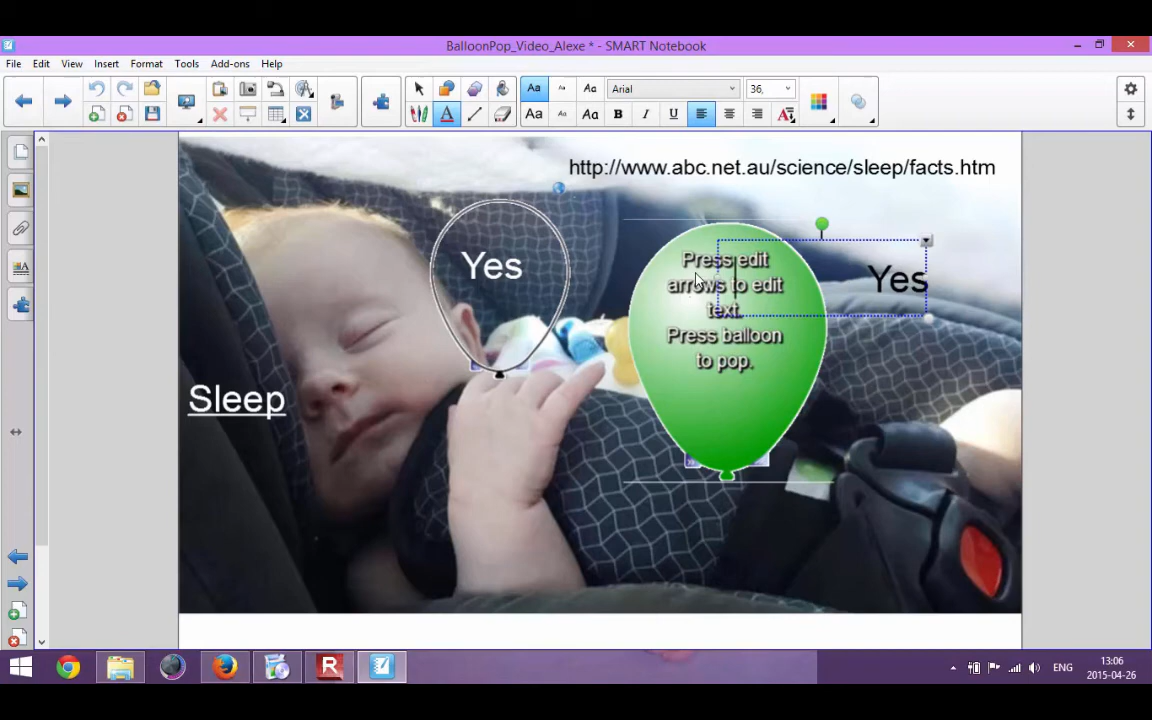 BalloonPop_Video_Alexe * - SMART Notebook
File Edit View Insert Format Tools Add-ons Help
Arial 36,
http://www.abc.net.au/science/sleep/facts.htm
Yes
Press edit
arrows to edit
text.
Press balloon
to pop.
Yes
Sleep
ENG
13:06
2015-04-26